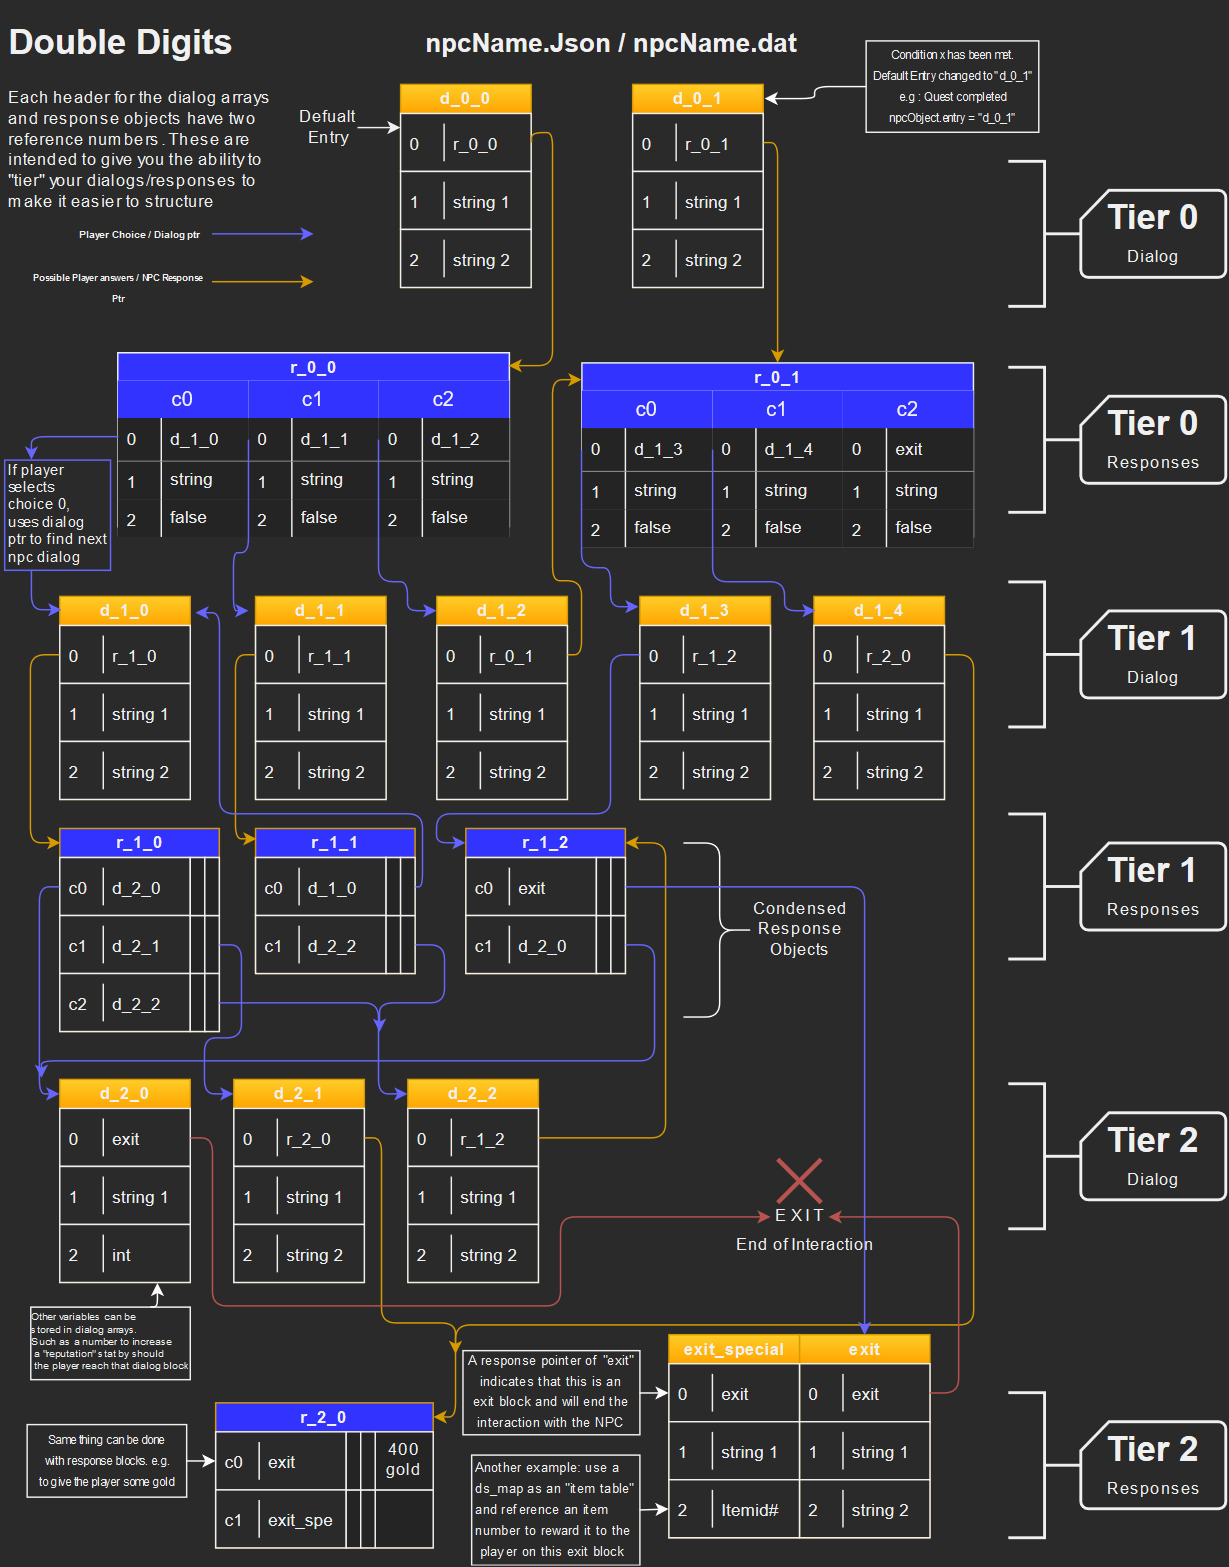 Double Digits
npcName.Json / npcName.dat
Each header for the dialog arrays
and response objects have two
reference numbers. These are
intended to give you the ability to
"tier" your dialogs/responses to
make it easier to structure
Player Choice / Dialog ptr
Possible Player answers / NPC Response
Ptr
Defualt
Entry
d_0_0
0 r_0_0
1 string 1
2 string 2
d_0_1
0 r_0_1
1 string 1
2 string 2
Condition x has been met.
Default Entry changed to "d_0_1"
e.g : Quest completed
npcObject.entry = "d_0_1"
Tier 0
Dialog
r_0_0
c0 c1 c2
0 d_1_0 0 d_1_1 0 d_1_2
1 string 1 string 1 string
2 false 2 false 2 false
r_0_1
c0 c1 c2
0 d_1_3 0 d_1_4 0 exit
1 string 1 string 1 string
2 false 2 false 2 false
Tier 0
Responses
If player
selects
choice 0,
uses dialog
ptr to find next
npc dialog
d_1_0
0 r_1_0
1 string 1
2 string 2
d_1_1
0 r_1_1
1 string 1
2 string 2
d_1_2
0 r_0_1
1 string 1
2 string 2
d_1_3
0 r_1_2
1 string 1
2 string 2
d_1_4
0 r_2_0
1 string 1
2 string 2
Tier 1
Dialog
r_1_0
c0 d_2_0
c1 d_2_1
c2 d_2_2
r_1_1
c0 d_1_0
c1 d_2_2
r_1_2
c0 exit
c1 d_2_0
Condensed
Response
Objects
Tier 1
Responses
d_2_0
0 exit
1 string 1
2 int
d_2_1
0 r_2_0
1 string 1
2 string 2
d_2_2
0 r_1_2
1 string 1
2 string 2
EXIT
End of Interaction
Tier 2
Dialog
Other variables can be
stored in dialog arrays.
Such as a number to increase
a "reputation" stat by should
the player reach that dialog block
A response pointer of "exit"
indicates that this is an
exit block and will end the
interaction with the NPC
exit_special exit
0 exit 0 exit
1 string 1 1 string 1
2 Itemid# 2 string 2
Same thing can be done
with response blocks. e.g.
to give the player some gold
r_2_0
c0 exit
400
gold
c1 exit_spe
Another example: use a
ds_map as an "item table"
and reference an item
number to reward it to the
player on this exit block
Tier 2
Responses